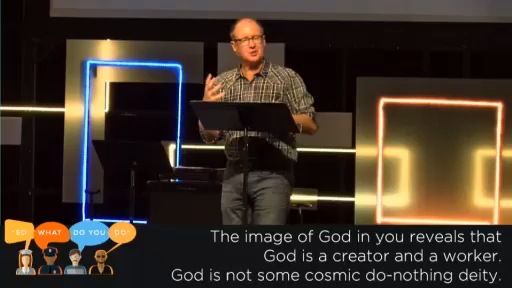 "SO WHAT DO YOU DO"
The image of God in you reveals that
God is a creator and a worker.
God is not some cosmic do-nothing deity.